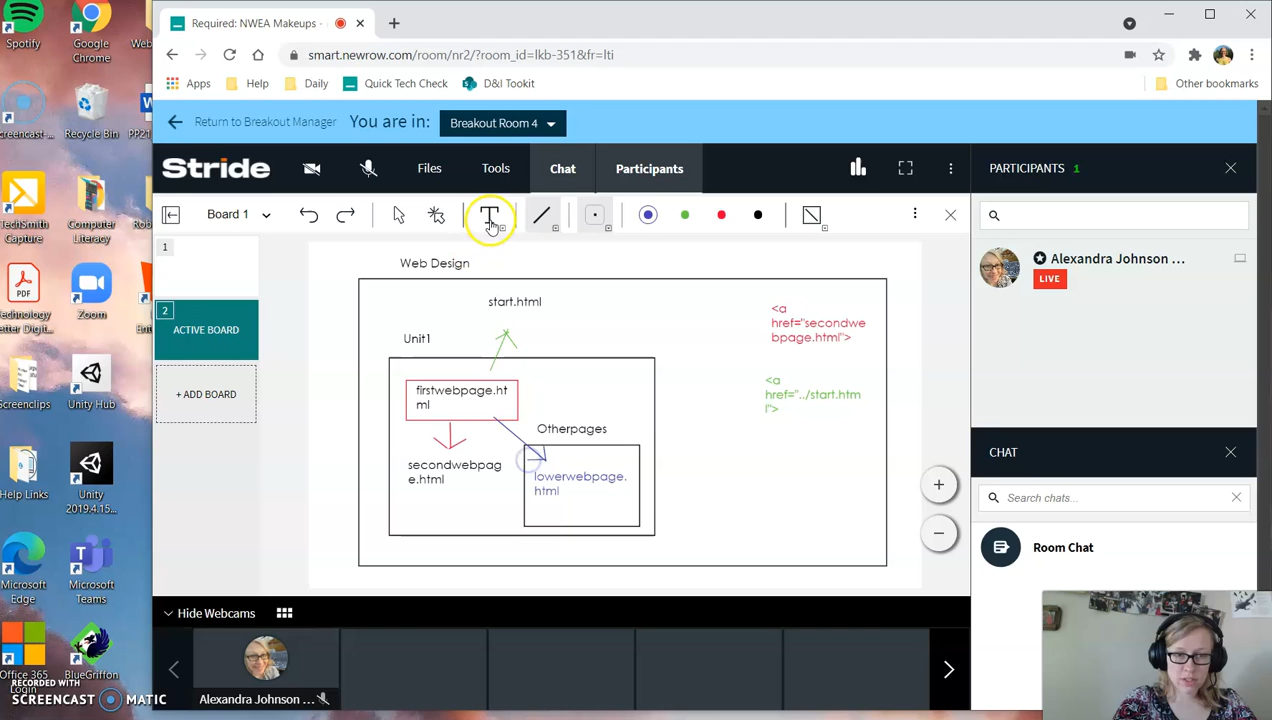 Spotify
Google
Chrome
Web
Required: NWEA Makeups -
smart.newrow.com/room/nr2/?room_id=lkb-351&fr=lti
Apps
Help
Daily
Quick Tech Check
D&I Tookit
Other bookmarks
Return to Breakout Manager
You are in:
Breakout Room 4
Recycle Bin
PP21
Stride
Files
Tools
Chat
Participants
PARTICIPANTS 1
TechSmith
Capture
Computer
Literacy
Rob
Board 1
T
1
2
ACTIVE BOARD
+ ADD BOARD
Web Design
start.html
Unit1
firstwebpage.ht
ml
Otherpages
secondwebpag
e.html
lowerwebpage.
html
<a
href="secondwe
bpage.html">
<a
href="../start.htm
l">
Alexandra Johnson ...
LIVE
PDF
Zoom
Screenclips
Unity Hub
CHAT
Search chats...
Room Chat
Help Links
Unity
2019.4.15...
Microsoft
Edge
Microsoft
Teams
Hide Webcams
Alexandra Johnson ...
Office 365
Login
BlueGriffon
RECORDED WITH
SCREENCAST MATIC